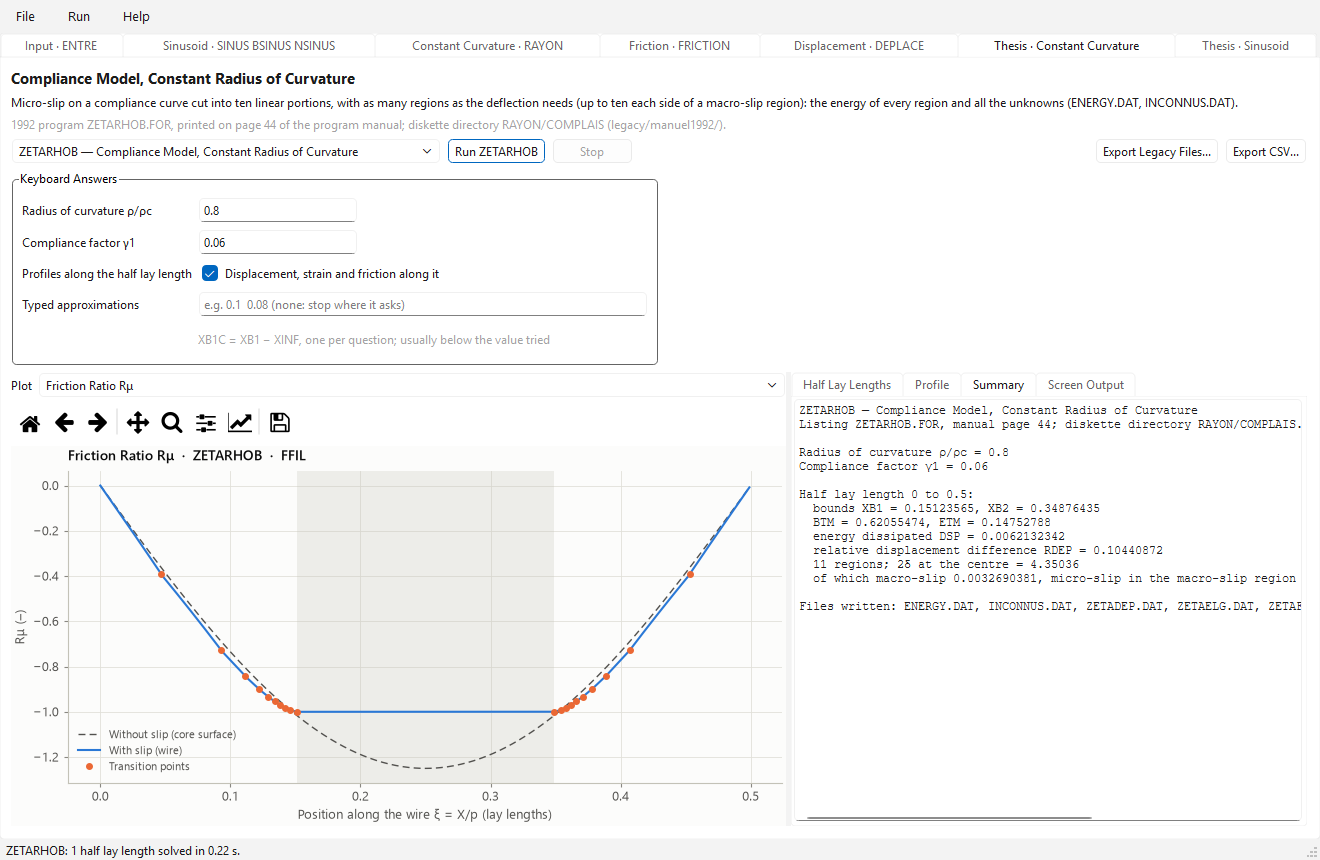 File Run Help
Input · ENTRE Sinusoid · SINUS BSINUS NSINUS Constant Curvature · RAYON Friction · FRICTION Displacement · DEPLACE Thesis · Constant Curvature Thesis · Sinusoid
Compliance Model, Constant Radius of Curvature
Micro-slip on a compliance curve cut into ten linear portions, with as many regions as the deflection needs (up to ten each side of a macro-slip region): the energy of every region and all the unknowns (ENERGY.DAT, INCONNUS.DAT).
1992 program ZETARHOB.FOR, printed on page 44 of the program manual; diskette directory RAYON/COMPLAIS (legacy/manuel1992/).
ZETARHOB — Compliance Model, Constant Radius of Curvature Run ZETARHOB Stop Export Legacy Files... Export CSV...
Keyboard Answers
Radius of curvature ρ/ρc 0.8
Compliance factor γ1 0.06
Profiles along the half lay length Displacement, strain and friction along it
Typed approximations e.g. 0.1 0.08 (none: stop where it asks)
XB1C = XB1 − XINF, one per question; usually below the value tried
Plot Friction Ratio Rμ
Friction Ratio Rμ · ZETARHOB · FFIL
0.0
−0.2
−0.4
−0.6
−0.8
−1.0
−1.2
Rμ (–)
Without slip (core surface)
With slip (wire)
Transition points
0.0 0.1 0.2 0.3 0.4 0.5
Position along the wire ξ = X/p (lay lengths)
Half Lay Lengths Profile Summary Screen Output
ZETARHOB — Compliance Model, Constant Radius of Curvature
Listing ZETARHOB.FOR, manual page 44; diskette directory RAYON/COMPLAIS.
Radius of curvature ρ/ρc = 0.8
Compliance factor γ1 = 0.06
Half lay length 0 to 0.5:
bounds XB1 = 0.15123565, XB2 = 0.34876435
BTM = 0.62055474, ETM = 0.14752788
energy dissipated DSP = 0.0062132342
relative displacement difference RDEP = 0.10440872
11 regions; 2δ at the centre = 4.35036
of which macro-slip 0.0032690381, micro-slip in the macro-slip region
Files written: ENERGY.DAT, INCONNUS.DAT, ZETADEP.DAT, ZETAELG.DAT,
ZETARHOB: 1 half lay length solved in 0.22 s.